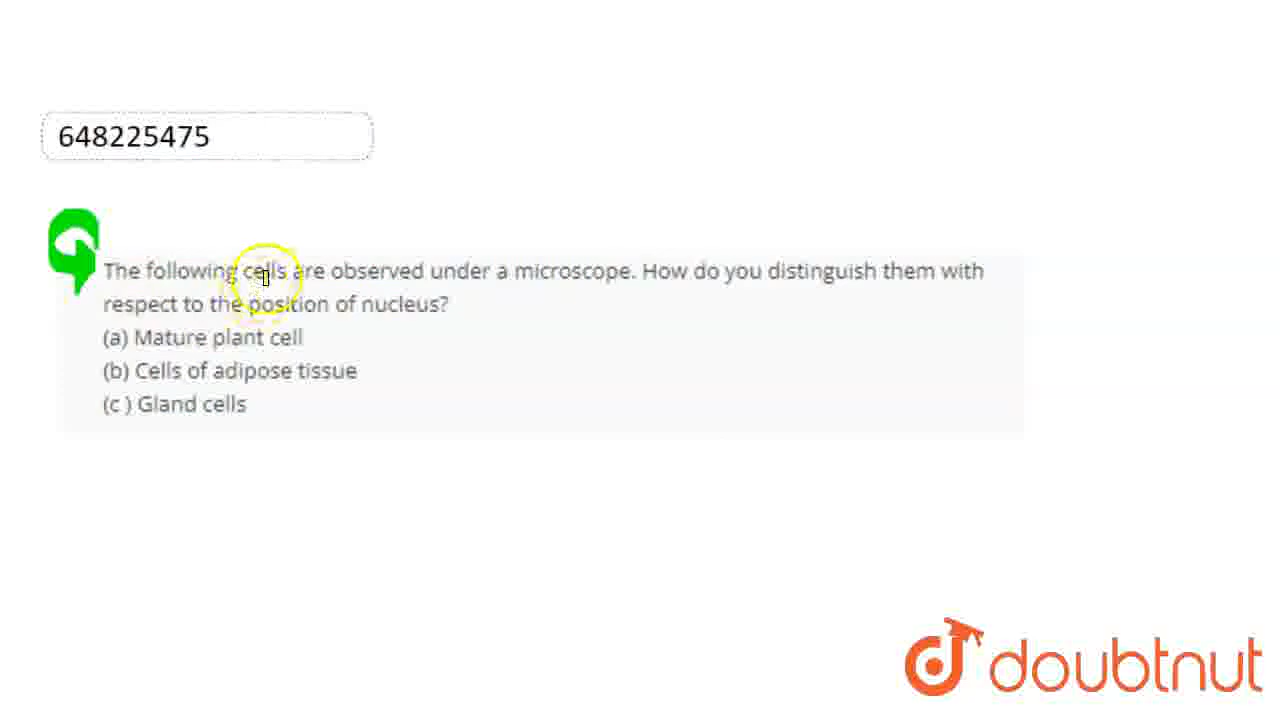 648225475
The following cells are observed under a microscope. How do you distinguish them with
respect to the position of nucleus?
(a) Mature plant cell
(b) Cells of adipose tissue
(c ) Gland cells
doubtnut